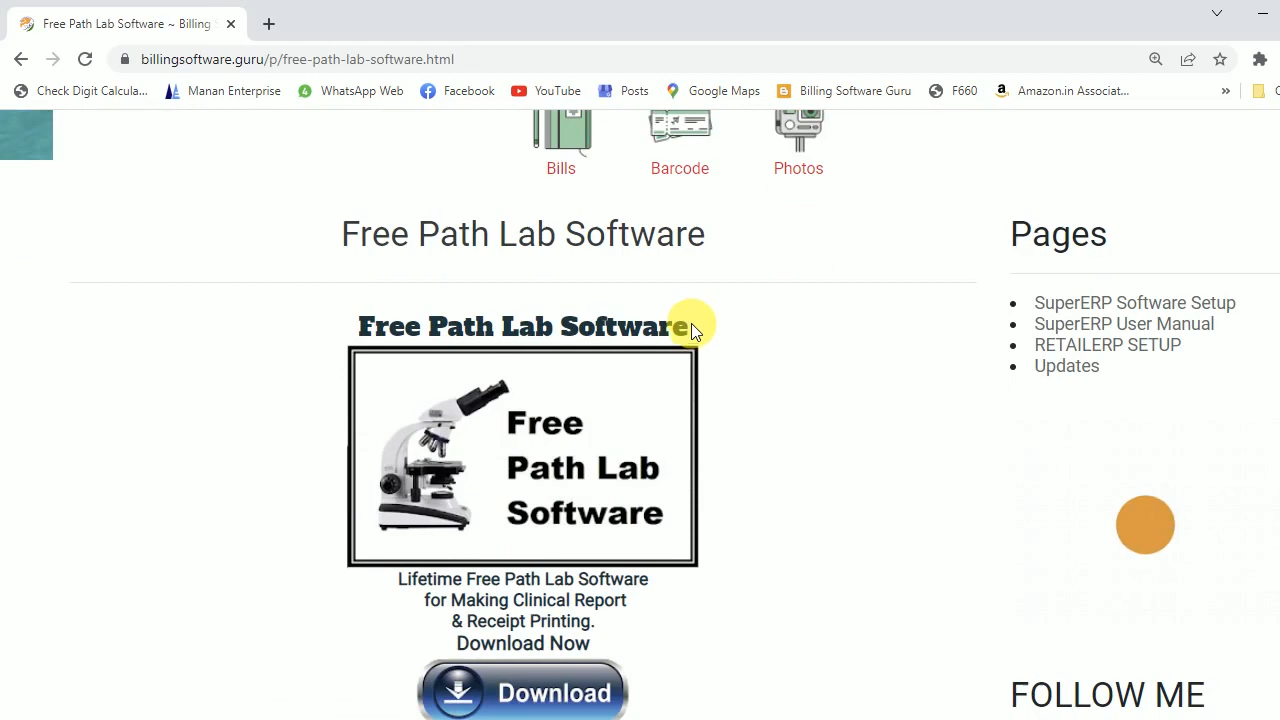 Free Path Lab Software ~ Billing
billingsoftware.guru/p/free-path-lab-software.html
Check Digit Calcula... Manan Enterprise WhatsApp Web Facebook YouTube Posts Google Maps Billing Software Guru F660 Amazon.in Associat... »
Bills Barcode Photos
Free Path Lab Software
Pages
SuperERP Software Setup
SuperERP User Manual
RETAILERP SETUP
Updates
Free Path Lab Software
Free
Path Lab
Software
Lifetime Free Path Lab Software
for Making Clinical Report
& Receipt Printing.
Download Now
Download
FOLLOW ME